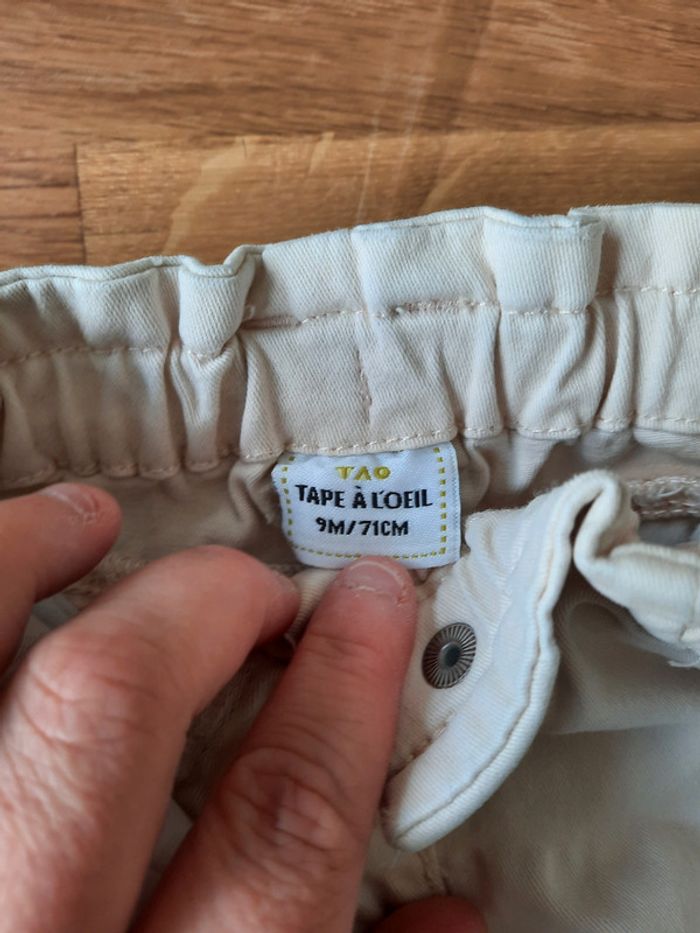 TAO
TAPE À L'OEIL
9M/71CM